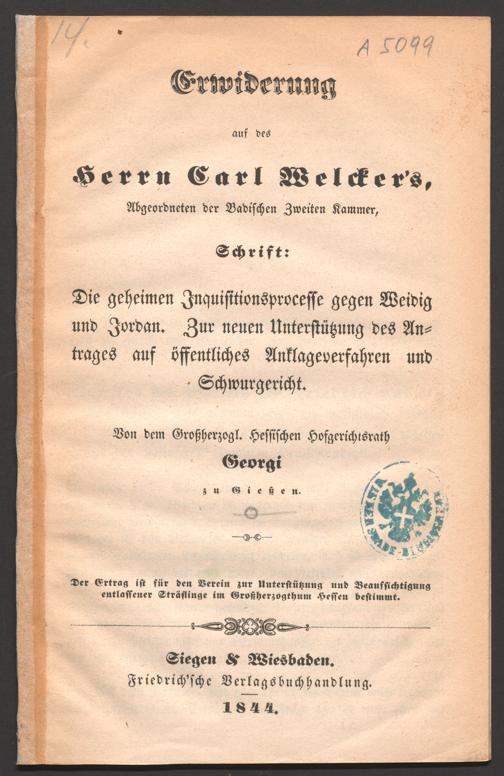 14.
A 5099
Erwiderung
auf des
Herrn Carl Welcker's,
Abgeordneten der Badischen Zweiten Kammer,
Schrift:
Die geheimen Inquisitionsprocesse gegen Weidig
und Jordan. Zur neuen Unterstützung des An=
trages auf öffentliches Anklageverfahren und
Schwurgericht.
Von dem Großherzogl. Hessischen Hofgerichtsrath
Georgi
zu Gießen.
Der Ertrag ist für den Verein zur Unterstützung und Beaufsichtigung
entlassener Sträflinge im Großherzogthum Hessen bestimmt.
Siegen & Wiesbaden.
Friedrich'sche Verlagsbuchhandlung.
1844.